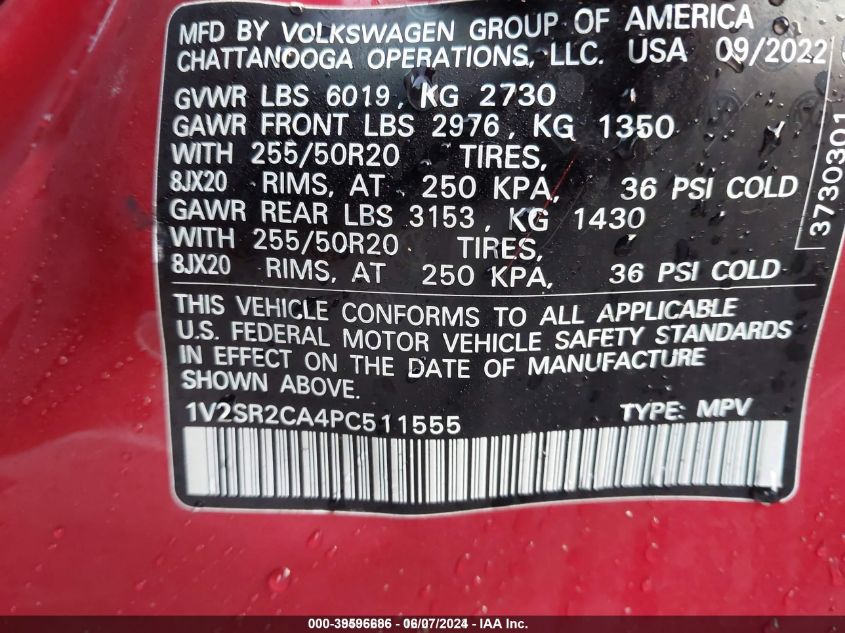 MFD BY VOLKSWAGEN GROUP OF AMERICA
CHATTANOOGA OPERATIONS, LLC. USA 09/2022
GVWR LBS 6019, KG 2730
GAWR FRONT LBS 2976, KG 1350
WITH 255/50R20 TIRES,
8JX20 RIMS, AT 250 KPA, 36 PSI COLD
GAWR REAR LBS 3153, KG 1430
WITH 255/50R20 TIRES,
8JX20 RIMS, AT 250 KPA, 36 PSI COLD
3730301
THIS VEHICLE CONFORMS TO ALL APPLICABLE
U.S. FEDERAL MOTOR VEHICLE SAFETY STANDARDS
IN EFFECT ON THE DATE OF MANUFACTURE
SHOWN ABOVE.
1V2SR2CA4PC511555 TYPE: MPV
000-39596686 - 06/07/2024 - www.iaai.com